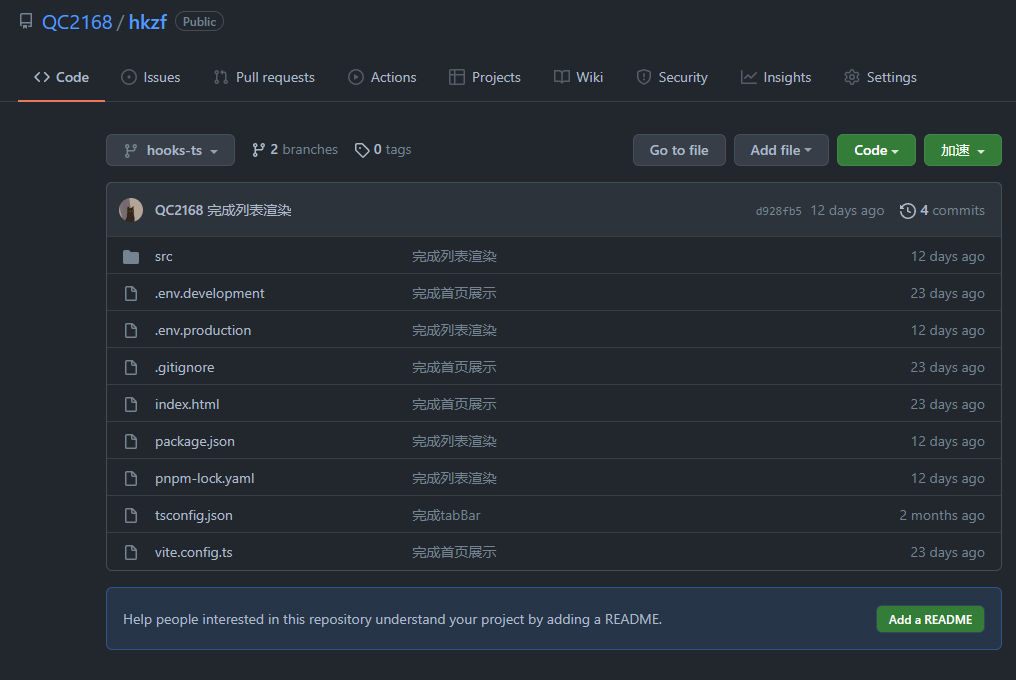 QC2168 / hkzf Public
Code Issues Pull requests Actions Projects Wiki Security Insights Settings
hooks-ts 2 branches 0 tags Go to file Add file Code 加速
QC2168 完成列表渲染 d928fb5 12 days ago 4 commits
src 完成列表渲染 12 days ago
.env.development 完成首页展示 23 days ago
.env.production 完成列表渲染 12 days ago
.gitignore 完成首页展示 23 days ago
index.html 完成首页展示 23 days ago
package.json 完成列表渲染 12 days ago
pnpm-lock.yaml 完成列表渲染 12 days ago
tsconfig.json 完成tabBar 2 months ago
vite.config.ts 完成首页展示 23 days ago
Help people interested in this repository understand your project by adding a README. Add a README